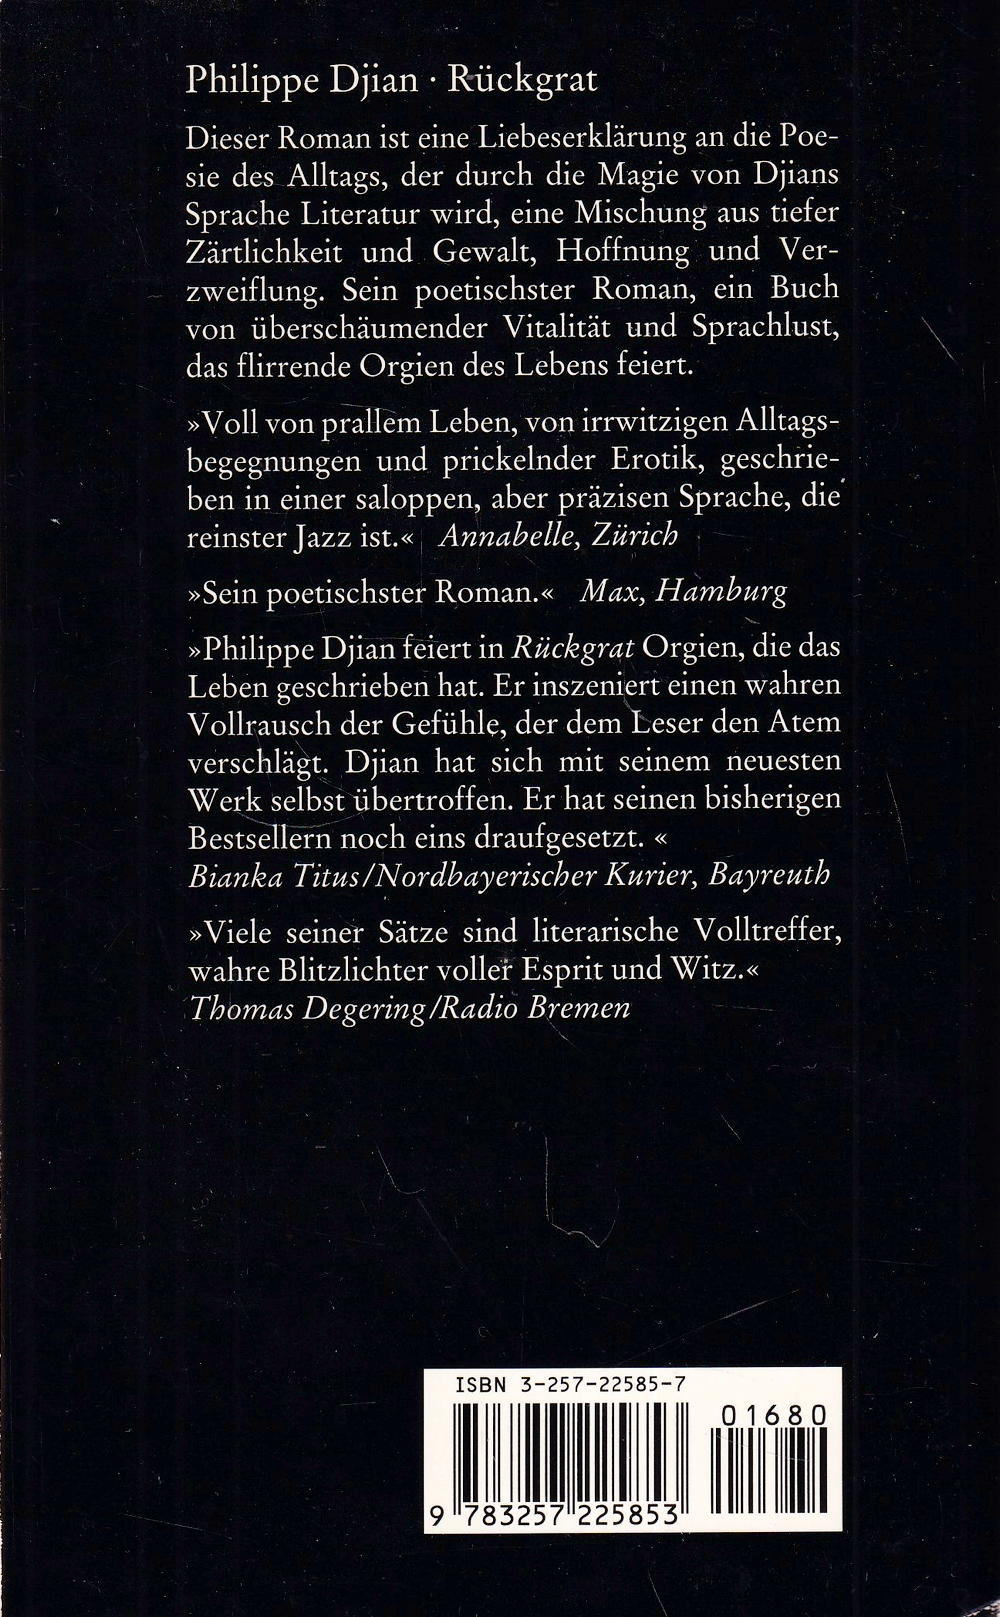 Philippe Djian · Rückgrat
Dieser Roman ist eine Liebeserklärung an die Poe-
sie des Alltags, der durch die Magie von Djians
Sprache Literatur wird, eine Mischung aus tiefer
Zärtlichkeit und Gewalt, Hoffnung und Ver-
zweiflung. Sein poetischster Roman, ein Buch
von überschäumender Vitalität und Sprachlust,
das flirrende Orgien des Lebens feiert.
»Voll von prallem Leben, von irrwitzigen Alltags-
begegnungen und prickelnder Erotik, geschrie-
ben in einer saloppen, aber präzisen Sprache, die
reinster Jazz ist.« Annabelle, Zürich
»Sein poetischster Roman.« Max, Hamburg
»Philippe Djian feiert in Rückgrat Orgien, die das
Leben geschrieben hat. Er inszeniert einen wahren
Vollrausch der Gefühle, der dem Leser den Atem
verschlägt. Djian hat sich mit seinem neuesten
Werk selbst übertroffen. Er hat seinen bisherigen
Bestsellern noch eins draufgesetzt. «
Bianka Titus/Nordbayerischer Kurier, Bayreuth
»Viele seiner Sätze sind literarische Volltreffer,
wahre Blitzlichter voller Esprit und Witz.«
Thomas Degering/Radio Bremen
ISBN 3-257-22585-7
01680
9 783257 225853